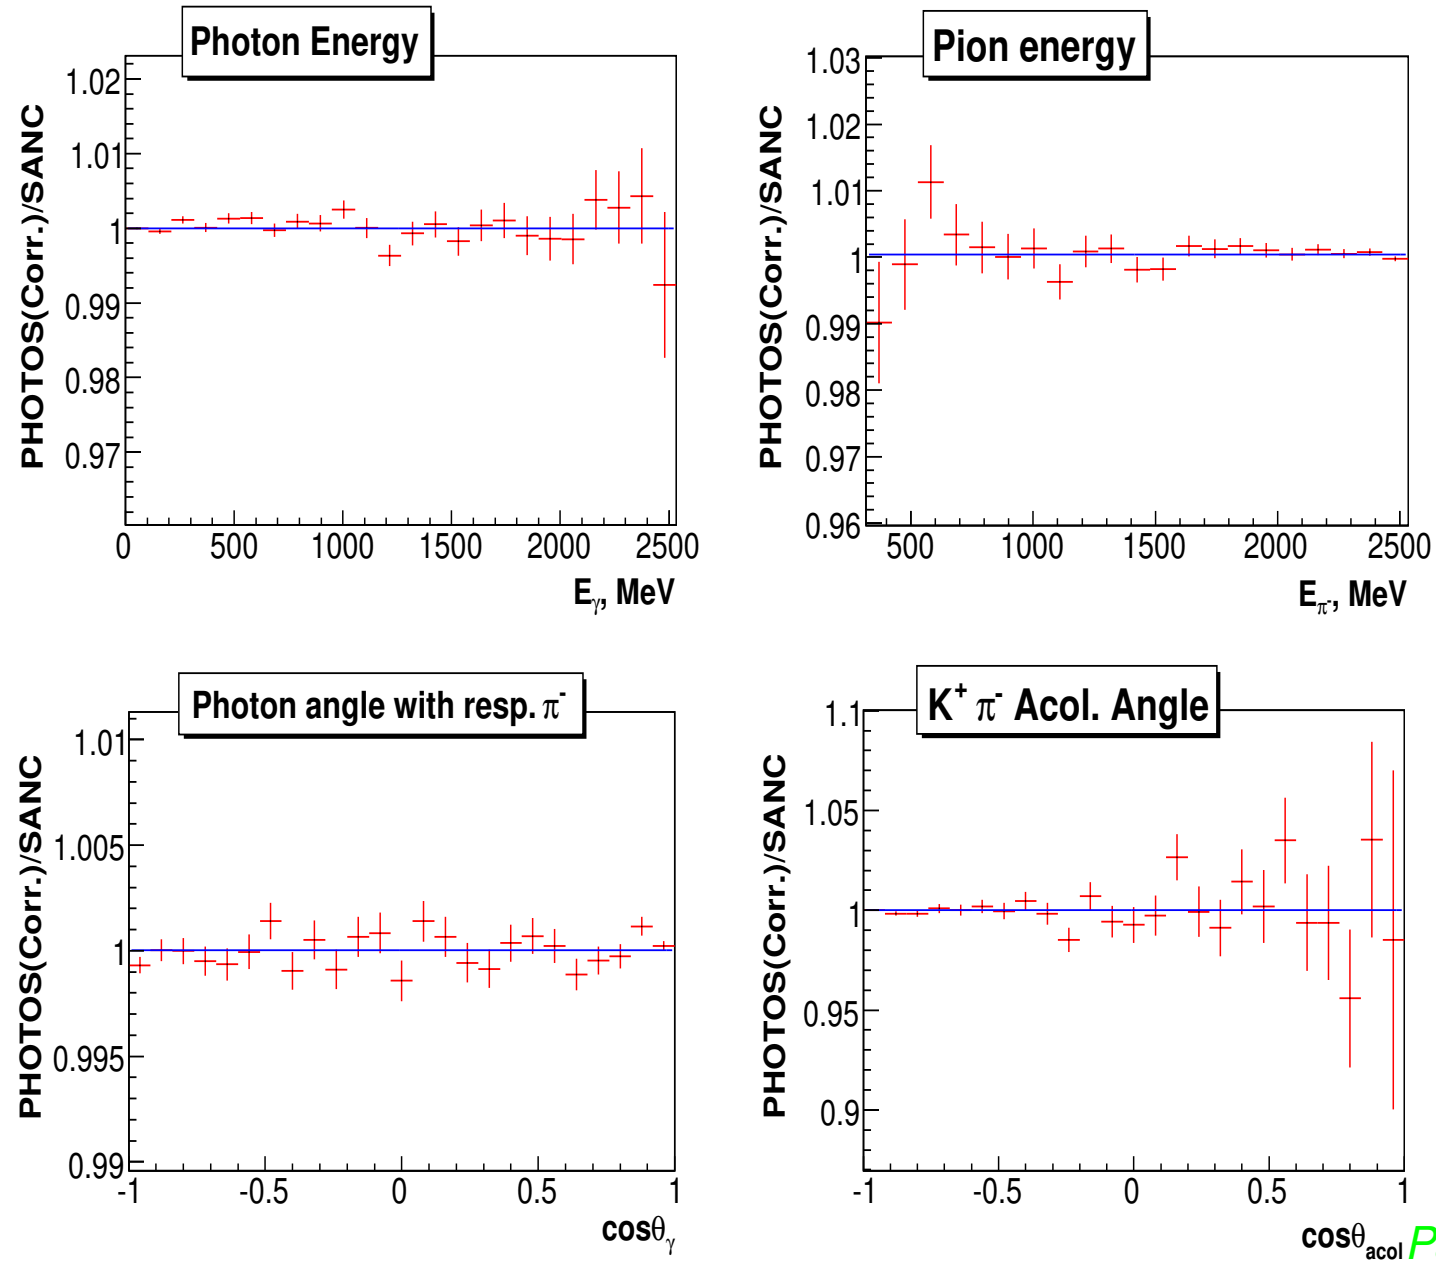 Photon Energy
PHOTOS(Corr.)/SANC
1.02
1.01
1
0.99
0.98
0.97
0 500 1000 1500 2000 2500
Eγ, MeV
Pion energy
PHOTOS(Corr.)/SANC
1.03
1.02
1.01
1
0.99
0.98
0.97
0.96
500 1000 1500 2000 2500
Eπ-, MeV
Photon angle with resp. π-
PHOTOS(Corr.)/SANC
1.01
1.005
1
0.995
0.99
-1 -0.5 0 0.5 1
cosθγ
K+ π- Acol. Angle
PHOTOS(Corr.)/SANC
1.1
1.05
1
0.95
0.9
-1 -0.5 0 0.5 1
cosθacol
P